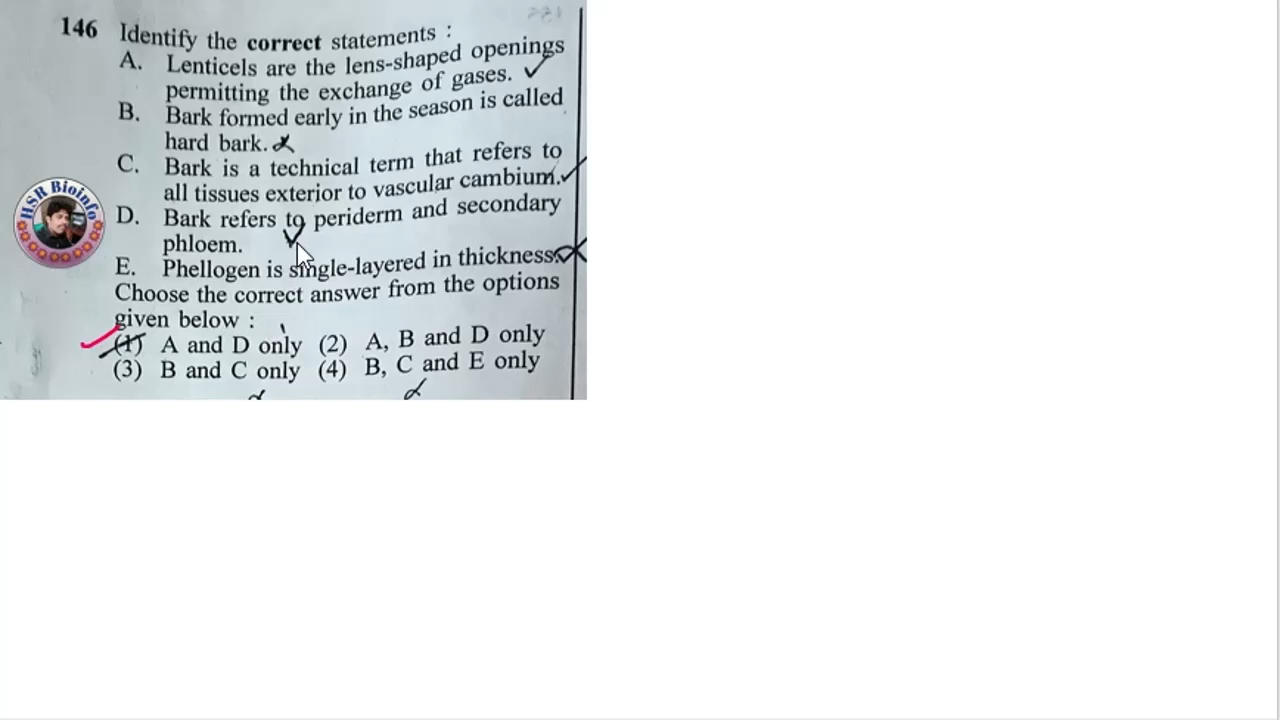 146 Identify the correct statements :
A. Lenticels are the lens-shaped openings
permitting the exchange of gases.
B. Bark formed early in the season is called
hard bark.
C. Bark is a technical term that refers to
all tissues exterior to vascular cambium.
D. Bark refers to periderm and secondary
phloem.
E. Phellogen is single-layered in thickness.
Choose the correct answer from the options
given below :
(1) A and D only (2) A, B and D only
(3) B and C only (4) B, C and E only
HSR Bioinfo